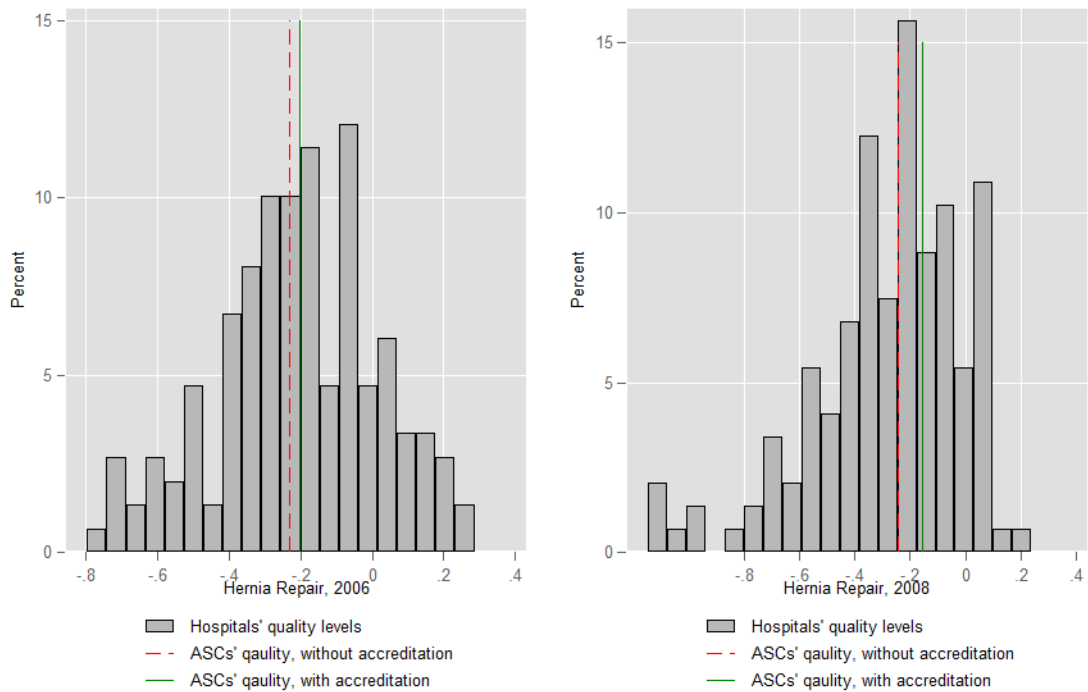 15
10
5
0
Percent
-.8
-.6
-.4
-.2
.0
.2
.4
Hernia Repair, 2006
Hospitals' quality levels
ASCs' qaulity, without accreditation
ASCs' qaulity, with accreditation
15
10
5
0
Percent
-.8
-.6
-.4
-.2
0
.2
.4
Hernia Repair, 2008
Hospitals' quality levels
ASCs' qaulity, without accreditation
ASCs' qaulity, with accreditation